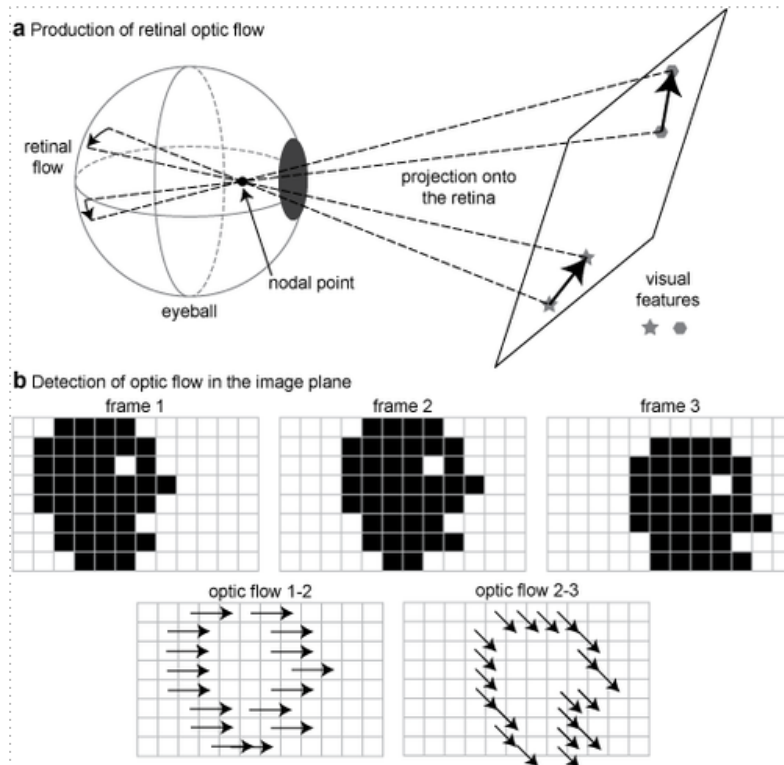 a Production of retinal optic flow
retinal
flow
projection onto
the retina
nodal point
eyeball
visual
features
b Detection of optic flow in the image plane
frame 1
frame 2
frame 3
optic flow 1-2
optic flow 2-3